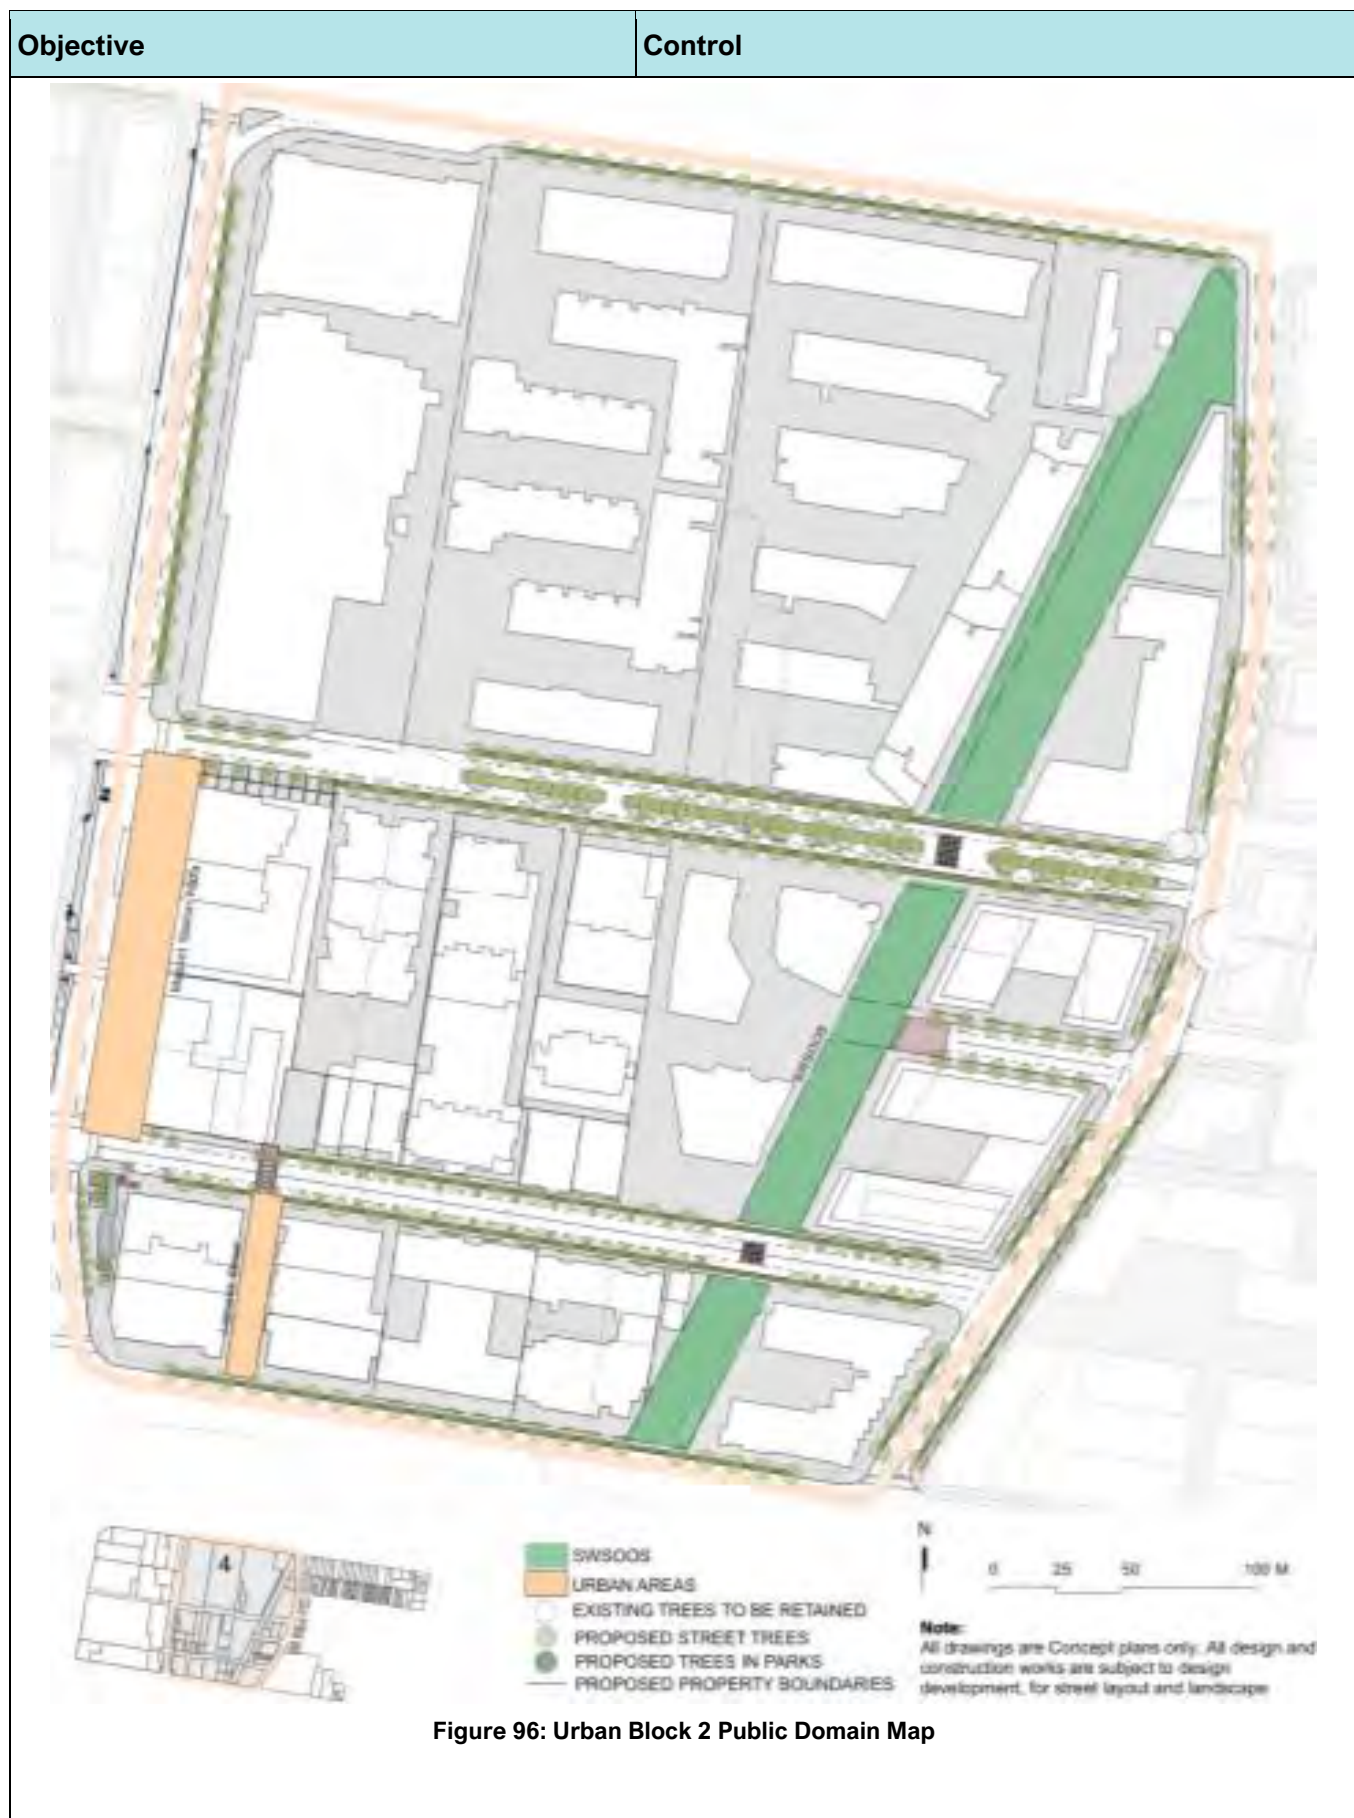 Objective
Control
4
SWSOOS
URBAN AREAS
EXISTING TREES TO BE RETAINED
PROPOSED STREET TREES
PROPOSED TREES IN PARKS
PROPOSED PROPERTY BOUNDARIES
N
0 25 50 100 M
Note:
All drawings are Concept plans only. All design and
construction works are subject to design
development, for street layout and landscape
Figure 96: Urban Block 2 Public Domain Map